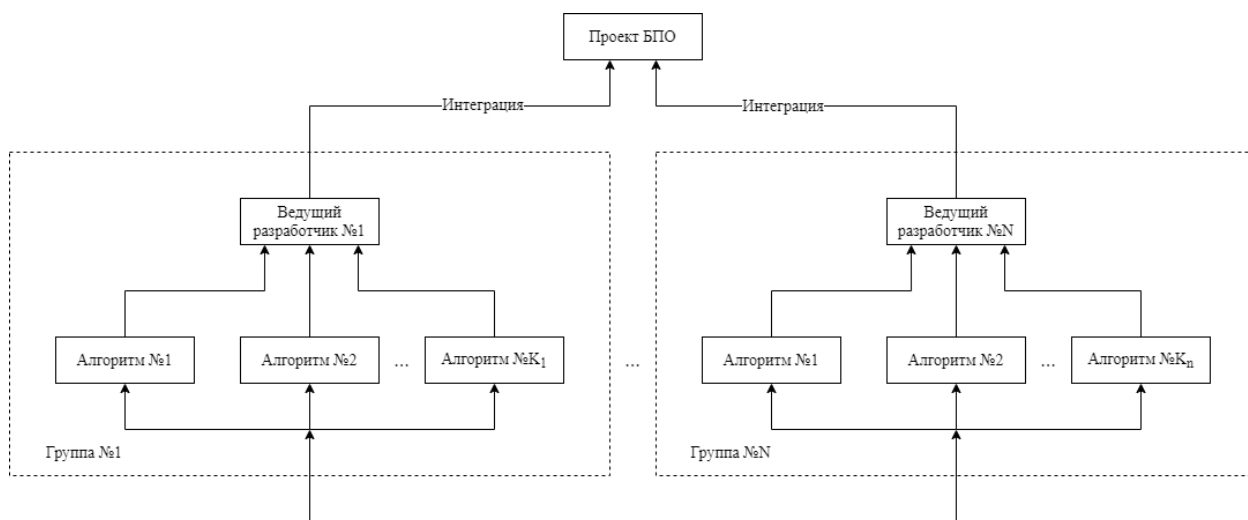 Проект БПО
Интеграция
Интеграция
Ведущий
разработчик №1
Ведущий
разработчик №N
Алгоритм №1
Алгоритм №2
...
Алгоритм №K₁
...
Алгоритм №1
Алгоритм №2
...
Алгоритм №Kₙ
Группа №1
Группа №N